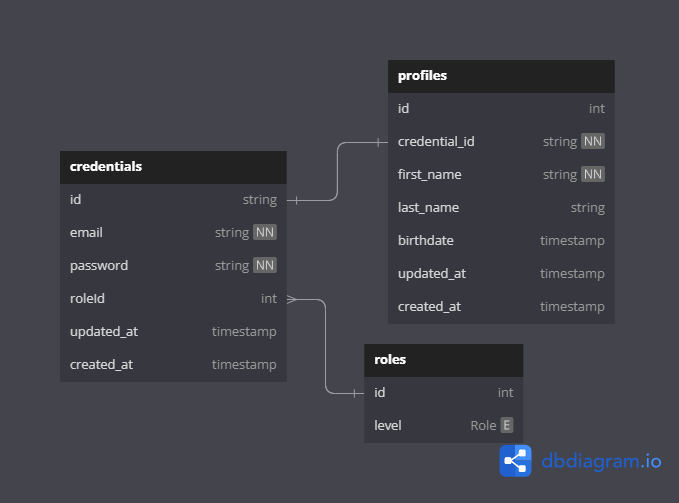 credentials
id string
email string NN
password string NN
roleId int
updated_at timestamp
created_at timestamp
profiles
id int
credential_id string NN
first_name string NN
last_name string
birthdate timestamp
updated_at timestamp
created_at timestamp
roles
id int
level Role E
dbdiagram.io